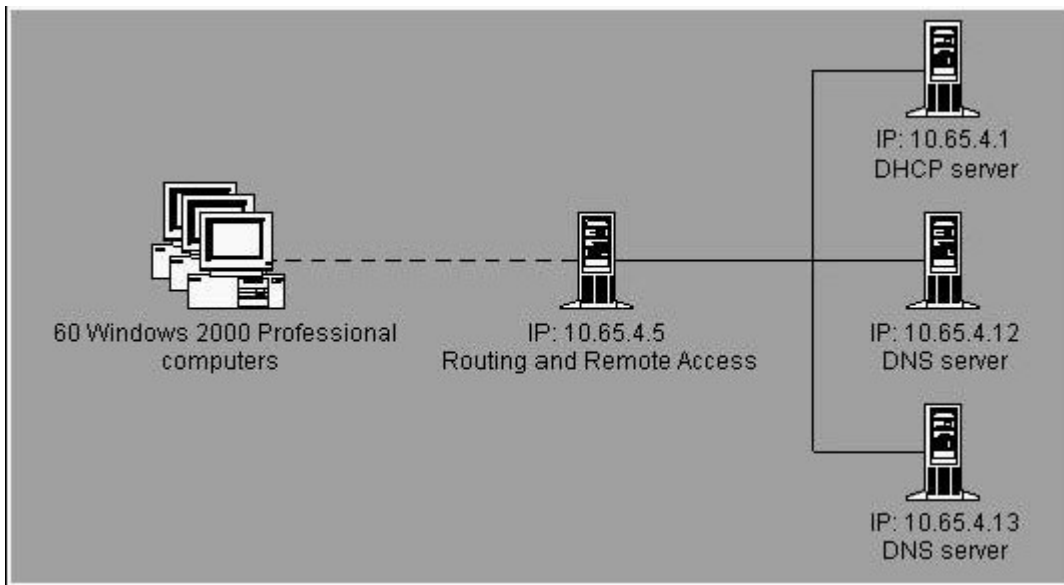 IP: 10.65.4.1
DHCP server
60 Windows 2000 Professional
computers
IP: 10.65.4.5
Routing and Remote Access
IP: 10.65.4.12
DNS server
IP: 10.65.4.13
DNS server